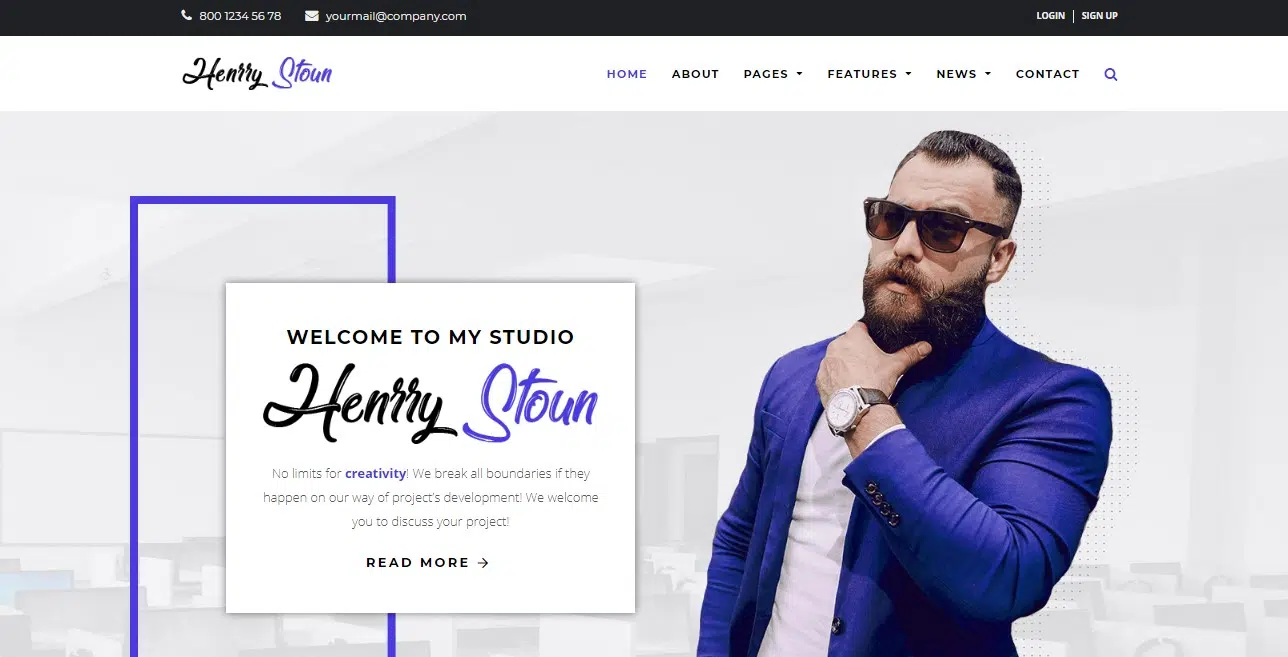 800 1234 56 78 yourmail@company.com LOGIN SIGN UP
Henrry Stoun HOME ABOUT PAGES FEATURES NEWS CONTACT
WELCOME TO MY STUDIO
Henrry Stoun
No limits for creativity! We break all boundaries if they
happen on our way of project's development! We welcome
you to discuss your project!
READ MORE